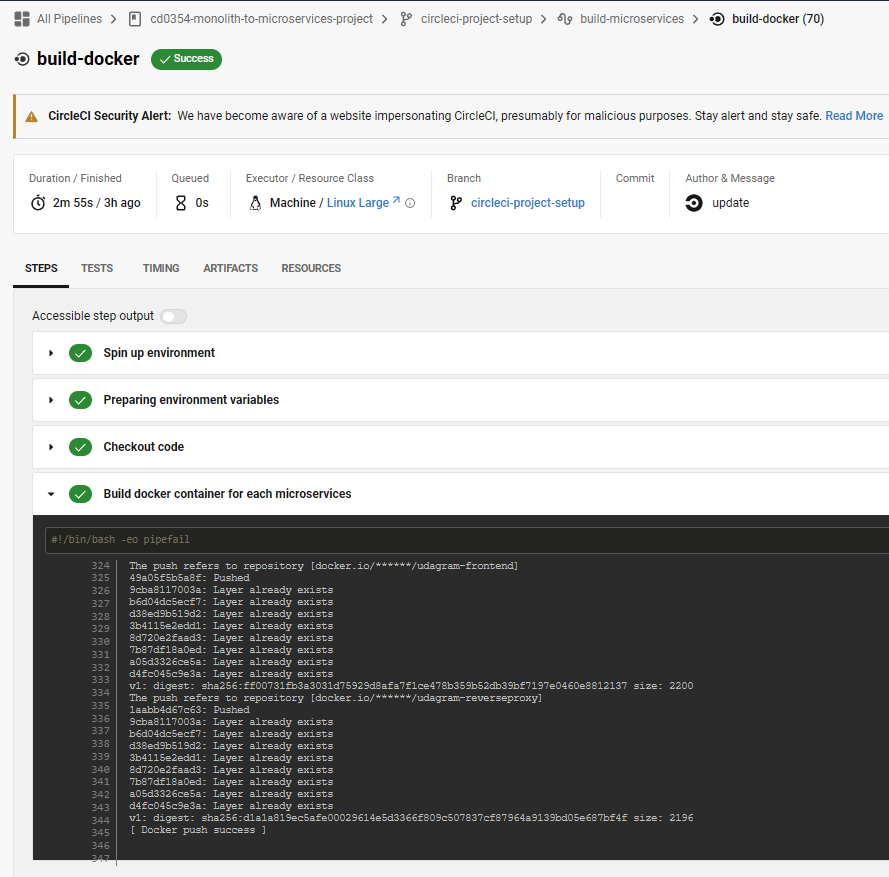 All Pipelines > cd0354-monolith-to-microservices-project > circleci-project-setup > build-microservices > build-docker (70)
build-docker Success
CircleCI Security Alert: We have become aware of a website impersonating CircleCI, presumably for malicious purposes. Stay alert and stay safe. Read More
Duration / Finished Queued Executor / Resource Class Branch Commit Author & Message
2m 55s / 3h ago 0s Machine / Linux Large circleci-project-setup update
STEPS TESTS TIMING ARTIFACTS RESOURCES
Accessible step output
Spin up environment
Preparing environment variables
Checkout code
Build docker container for each microservices
#!/bin/bash -eo pipefail
324 The push refers to repository [docker.io/******/udagram-frontend]
325 49a05f5b5a8f: Pushed
326 9cba8117003a: Layer already exists
327 b6d04dc5ecf7: Layer already exists
328 d38ed9b519d2: Layer already exists
329 3b4115e2edd1: Layer already exists
330 8d720e2faad3: Layer already exists
331 7b87df18a0ed: Layer already exists
332 a05d3326ce5a: Layer already exists
333 d4fc045c9e3a: Layer already exists
334 v1: digest: sha256:ff00731fb3a3031d75929d8afa7f1ce478b359b52db39bf7197e0460e8812137 size: 2200
335 The push refers to repository [docker.io/******/udagram-reverseproxy]
336 1aabb4d67c63: Pushed
337 9cba8117003a: Layer already exists
338 b6d04dc5ecf7: Layer already exists
339 d38ed9b519d2: Layer already exists
340 3b4115e2edd1: Layer already exists
341 8d720e2faad3: Layer already exists
342 7b87df18a0ed: Layer already exists
343 a05d3326ce5a: Layer already exists
344 d4fc045c9e3a: Layer already exists
345 v1: digest: sha256:d1a1a819ec5afe00029614e5d3366f809c507837cf87964a9139bd05e687bf4f size: 2196
346 [ Docker push success ]
347